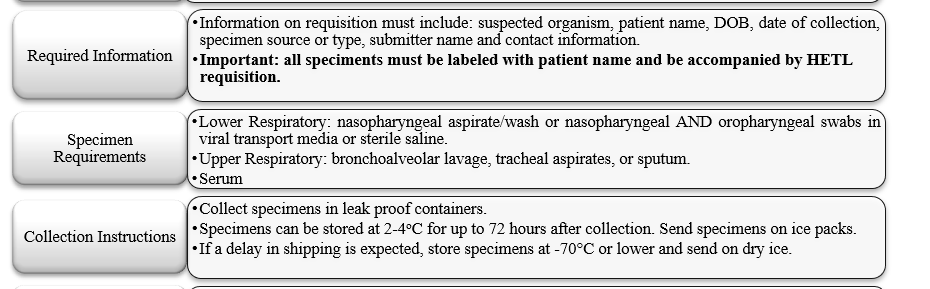 Required Information
•Information on requisition must include: suspected organism, patient name, DOB, date of collection,
specimen source or type, submitter name and contact information.
•Important: all speciments must be labeled with patient name and be accompanied by HETL
requisition.
Specimen
Requirements
•Lower Respiratory: nasopharyngeal aspirate/wash or nasopharyngeal AND oropharyngeal swabs in
viral transport media or sterile saline.
•Upper Respiratory: bronchoalveolar lavage, tracheal aspirates, or sputum.
•Serum
Collection Instructions
•Collect specimens in leak proof containers.
•Specimens can be stored at 2-4°C for up to 72 hours after collection. Send specimens on ice packs.
•If a delay in shipping is expected, store specimens at -70°C or lower and send on dry ice.